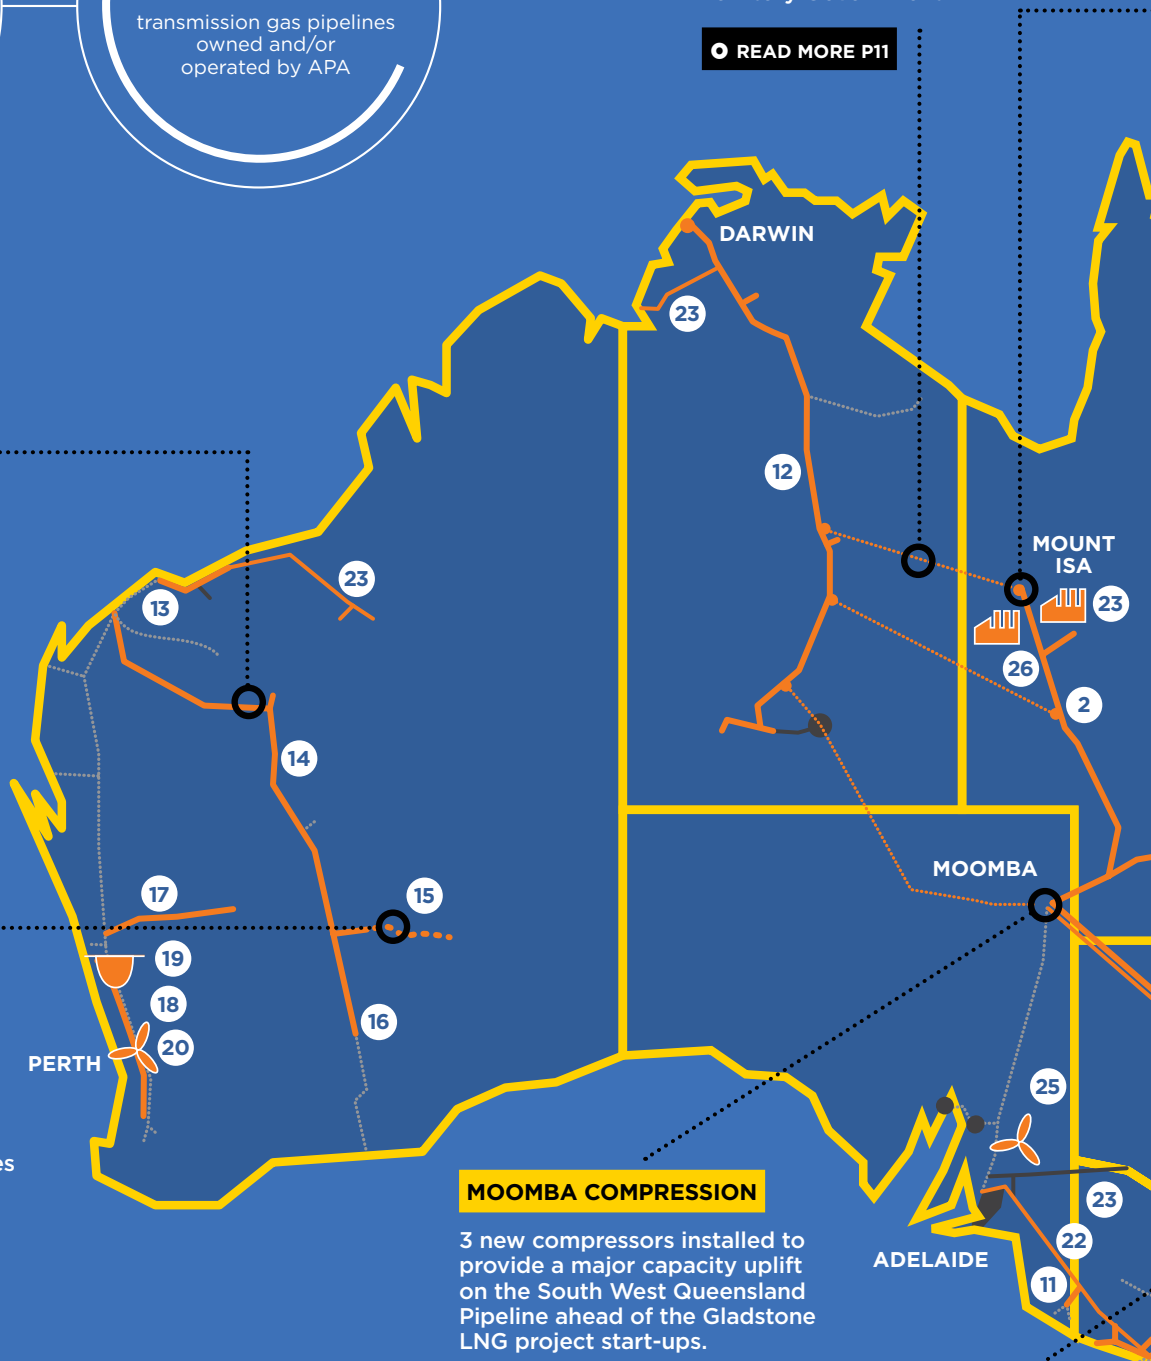 transmission gas pipelines
owned and/or
operated by APA
READ MORE P11
DARWIN
23
12
MOUNT
ISA
23
13
23
26
2
14
MOOMBA
17
15
19
18
16
20
PERTH
25
es
MOOMBA COMPRESSION
3 new compressors installed to
provide a major capacity uplift
on the South West Queensland
Pipeline ahead of the Gladstone
LNG project start-ups.
23
22
ADELAIDE
11